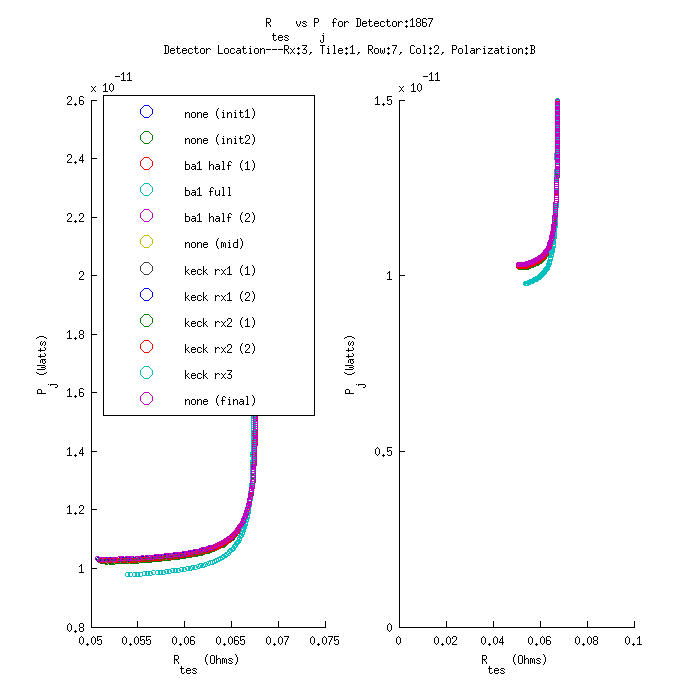 R tes vs P j for Detector:1867
Detector Location---Rx:3, Tile:1, Row:7, Col:2, Polarization:B
x 10^-11
2.6
2.4
2.2
2
1.8
1.6
1.4
1.2
1
0.8
P j (Watts)
none (init1)
none (init2)
ba1 half (1)
ba1 full
ba1 half (2)
none (mid)
keck rx1 (1)
keck rx1 (2)
keck rx2 (1)
keck rx2 (2)
keck rx3
none (final)
0.05 0.055 0.06 0.065 0.07 0.075
R tes (Ohms)
x 10^-11
1.5
1
0.5
0
P j (Watts)
0 0.02 0.04 0.06 0.08 0.1
R tes (Ohms)